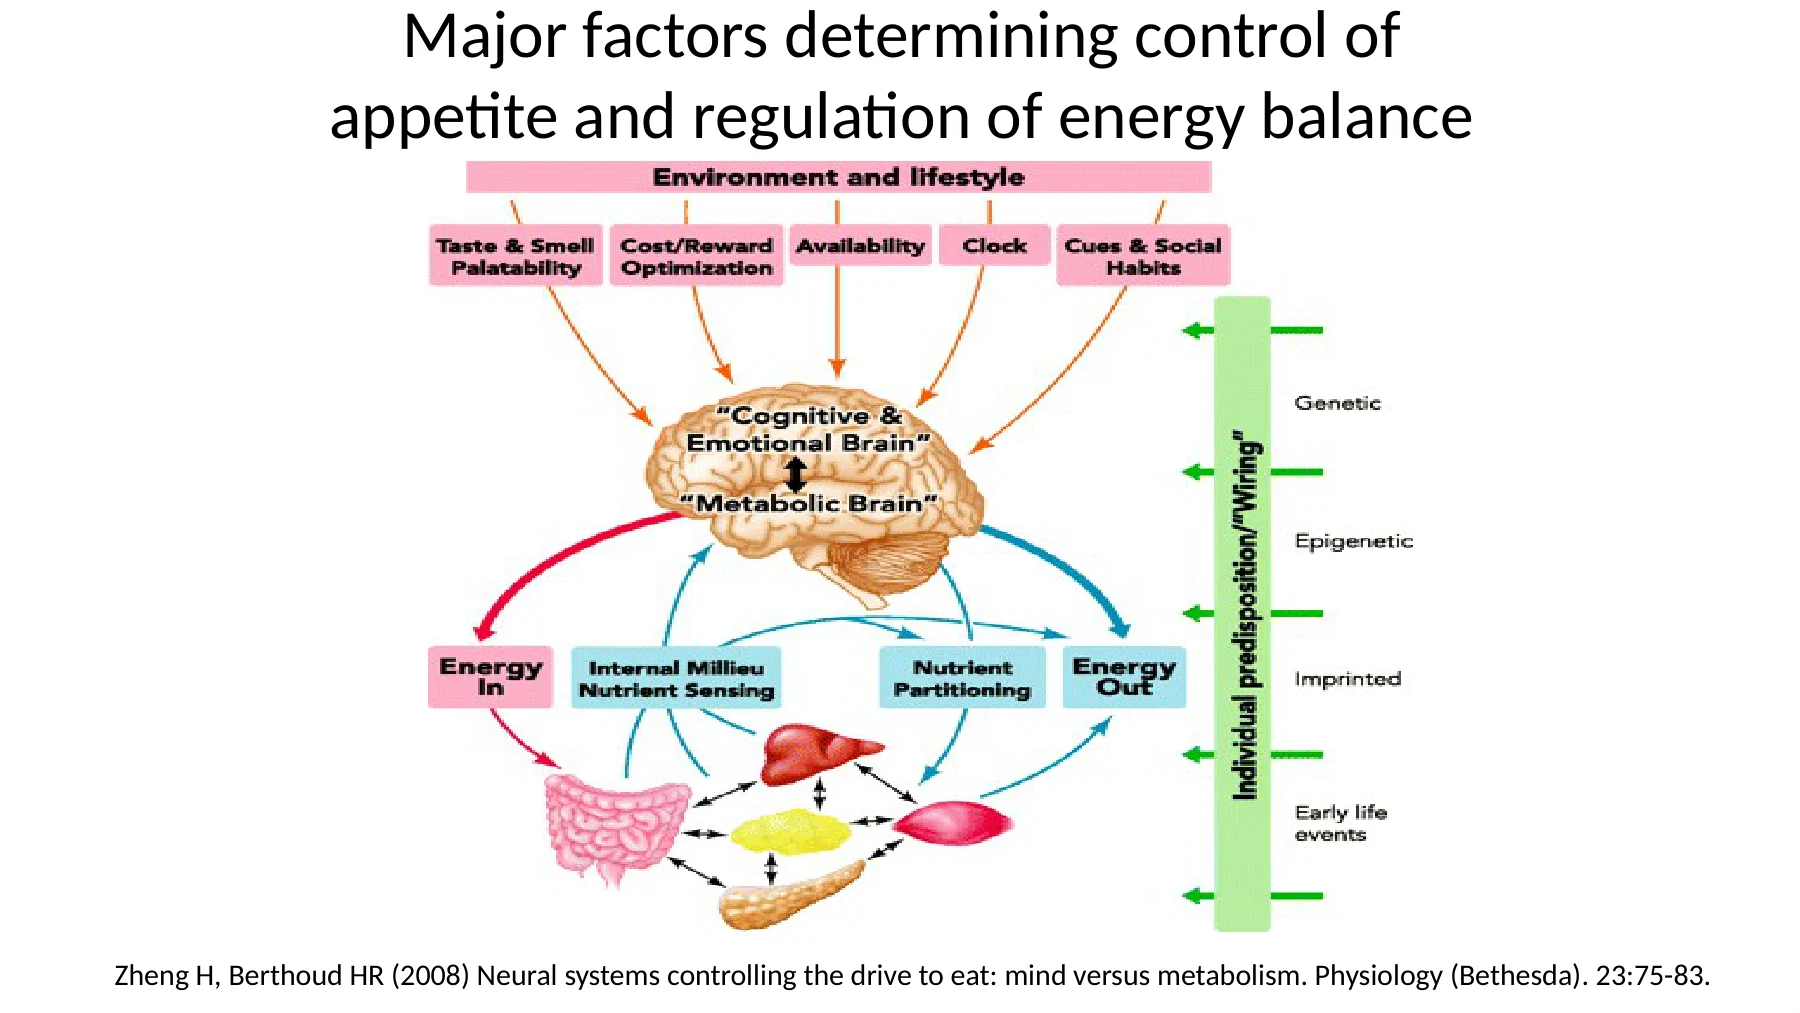 Major factors determining control of
appetite and regulation of energy balance
Environment and lifestyle
Taste & Smell
Palatability
Cost/Reward
Optimization
Availability
Clock
Cues & Social
Habits
"Cognitive &
Emotional Brain"
"Metabolic Brain"
Energy
In
Internal Millieu
Nutrient Sensing
Nutrient
Partitioning
Energy
Out
Individual predisposition/"Wiring"
Genetic
Epigenetic
Imprinted
Early life
events
Zheng H, Berthoud HR (2008) Neural systems controlling the drive to eat: mind versus metabolism. Physiology (Bethesda). 23:75-83.